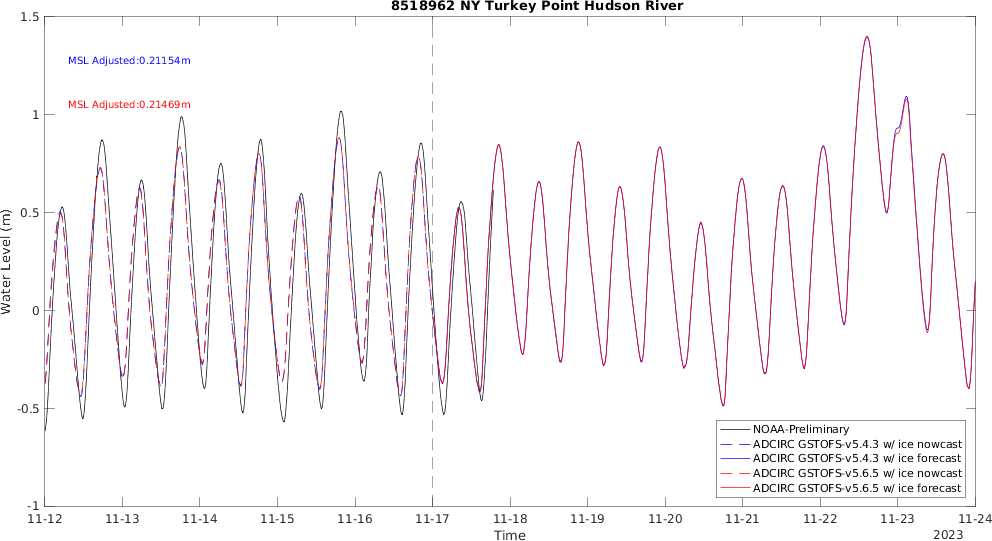 8518962 NY Turkey Point Hudson River
1.5
MSL Adjusted:0.21154m
MSL Adjusted:0.21469m
1
0.5
0
-0.5
-1
Water Level (m)
NOAA-Preliminary
ADCIRC GSTOFS-v5.4.3 w/ ice nowcast
ADCIRC GSTOFS-v5.4.3 w/ ice forecast
ADCIRC GSTOFS-v5.6.5 w/ ice nowcast
ADCIRC GSTOFS-v5.6.5 w/ ice forecast
11-12 11-13 11-14 11-15 11-16 11-17 11-18 11-19 11-20 11-21 11-22 11-23 11-24
Time
2023